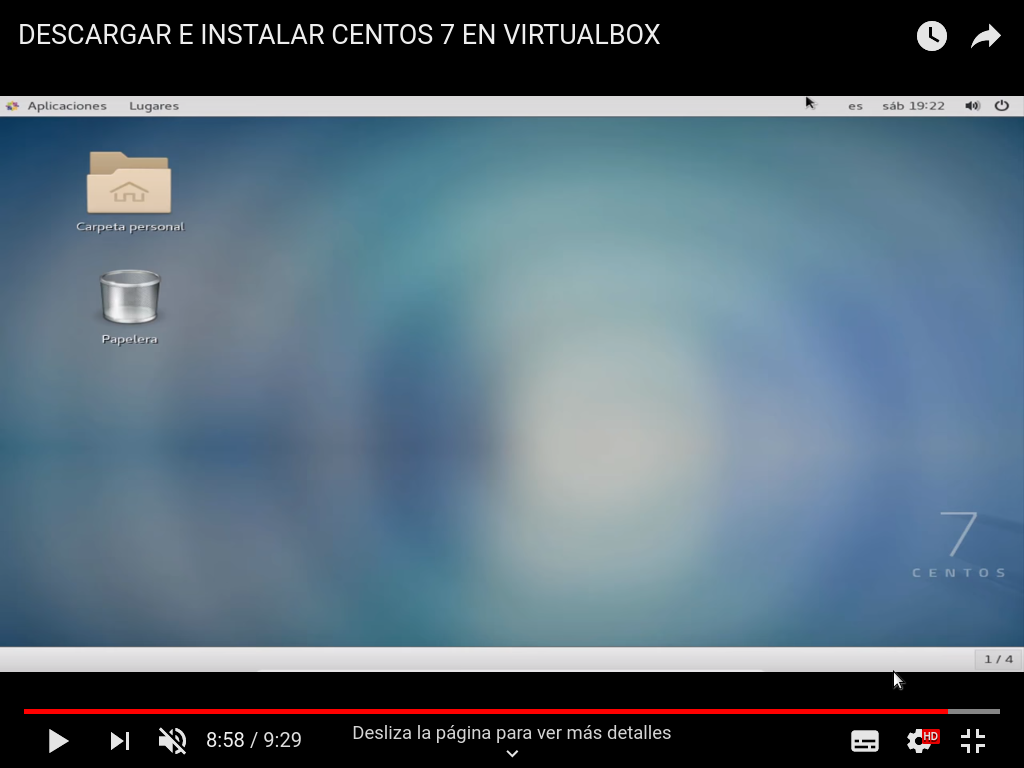 DESCARGAR E INSTALAR CENTOS 7 EN VIRTUALBOX
Aplicaciones Lugares es sáb 19:22
Carpeta personal
Papelera
7
CENTOS
1 / 4
Desliza la página para ver más detalles
8:58 / 9:29 HD